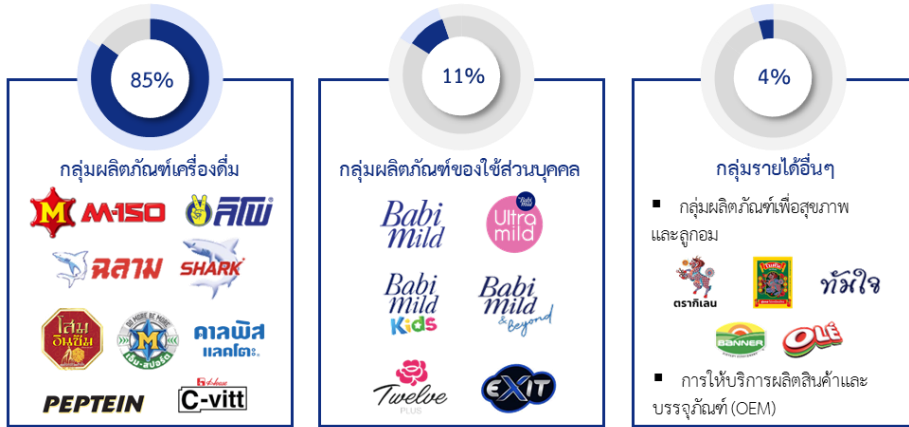 85%
กลุ่มผลิตภัณฑ์เครื่องดื่ม
M M-150
ลิโพ
ฉลาม
SHARK
โสม
อินซัม
M
เอ็ม-สปอร์ต
คาลพิส
แลคโตะ
PEPTEIN
House
C-vitt
11%
กลุ่มผลิตภัณฑ์ของใช้ส่วนบุคคล
Babi
mild
Babi
mild
Ultra
mild
Babi
mild
Kids
Babi
mild
& Beyond
Twelve
PLUS
EXIT
4%
กลุ่มรายได้อื่นๆ
▪ กลุ่มผลิตภัณฑ์เพื่อสุขภาพ
และลูกอม
ตรากิเลน
ทัมใจ
BANNER
OLÉ
▪ การให้บริการผลิตสินค้าและ
บรรจุภัณฑ์ (OEM)